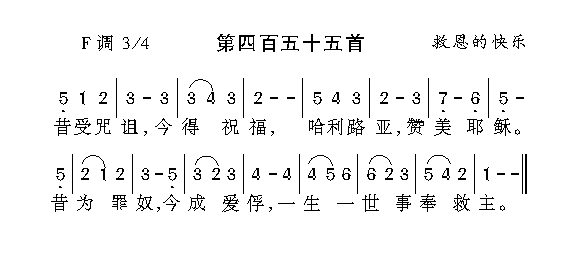 F调 3/4 第四百五十五首 救恩的快乐
5 1 2 | 3 - 3 | 3 4 3 | 2 - - | 5 4 3 | 2 - 3 | 7 - 6 | 5 -
昔受咒诅,今得 祝福, 哈利路亚,赞美 耶稣。
5 | 2 1 2 | 3 - 5 | 3 2 3 | 4 - 4 | 4 5 6 | 6 2 3 | 5 4 2 | 1 - - ||
昔为 罪奴,今成 爱俘,一生 一世 事奉 救主。